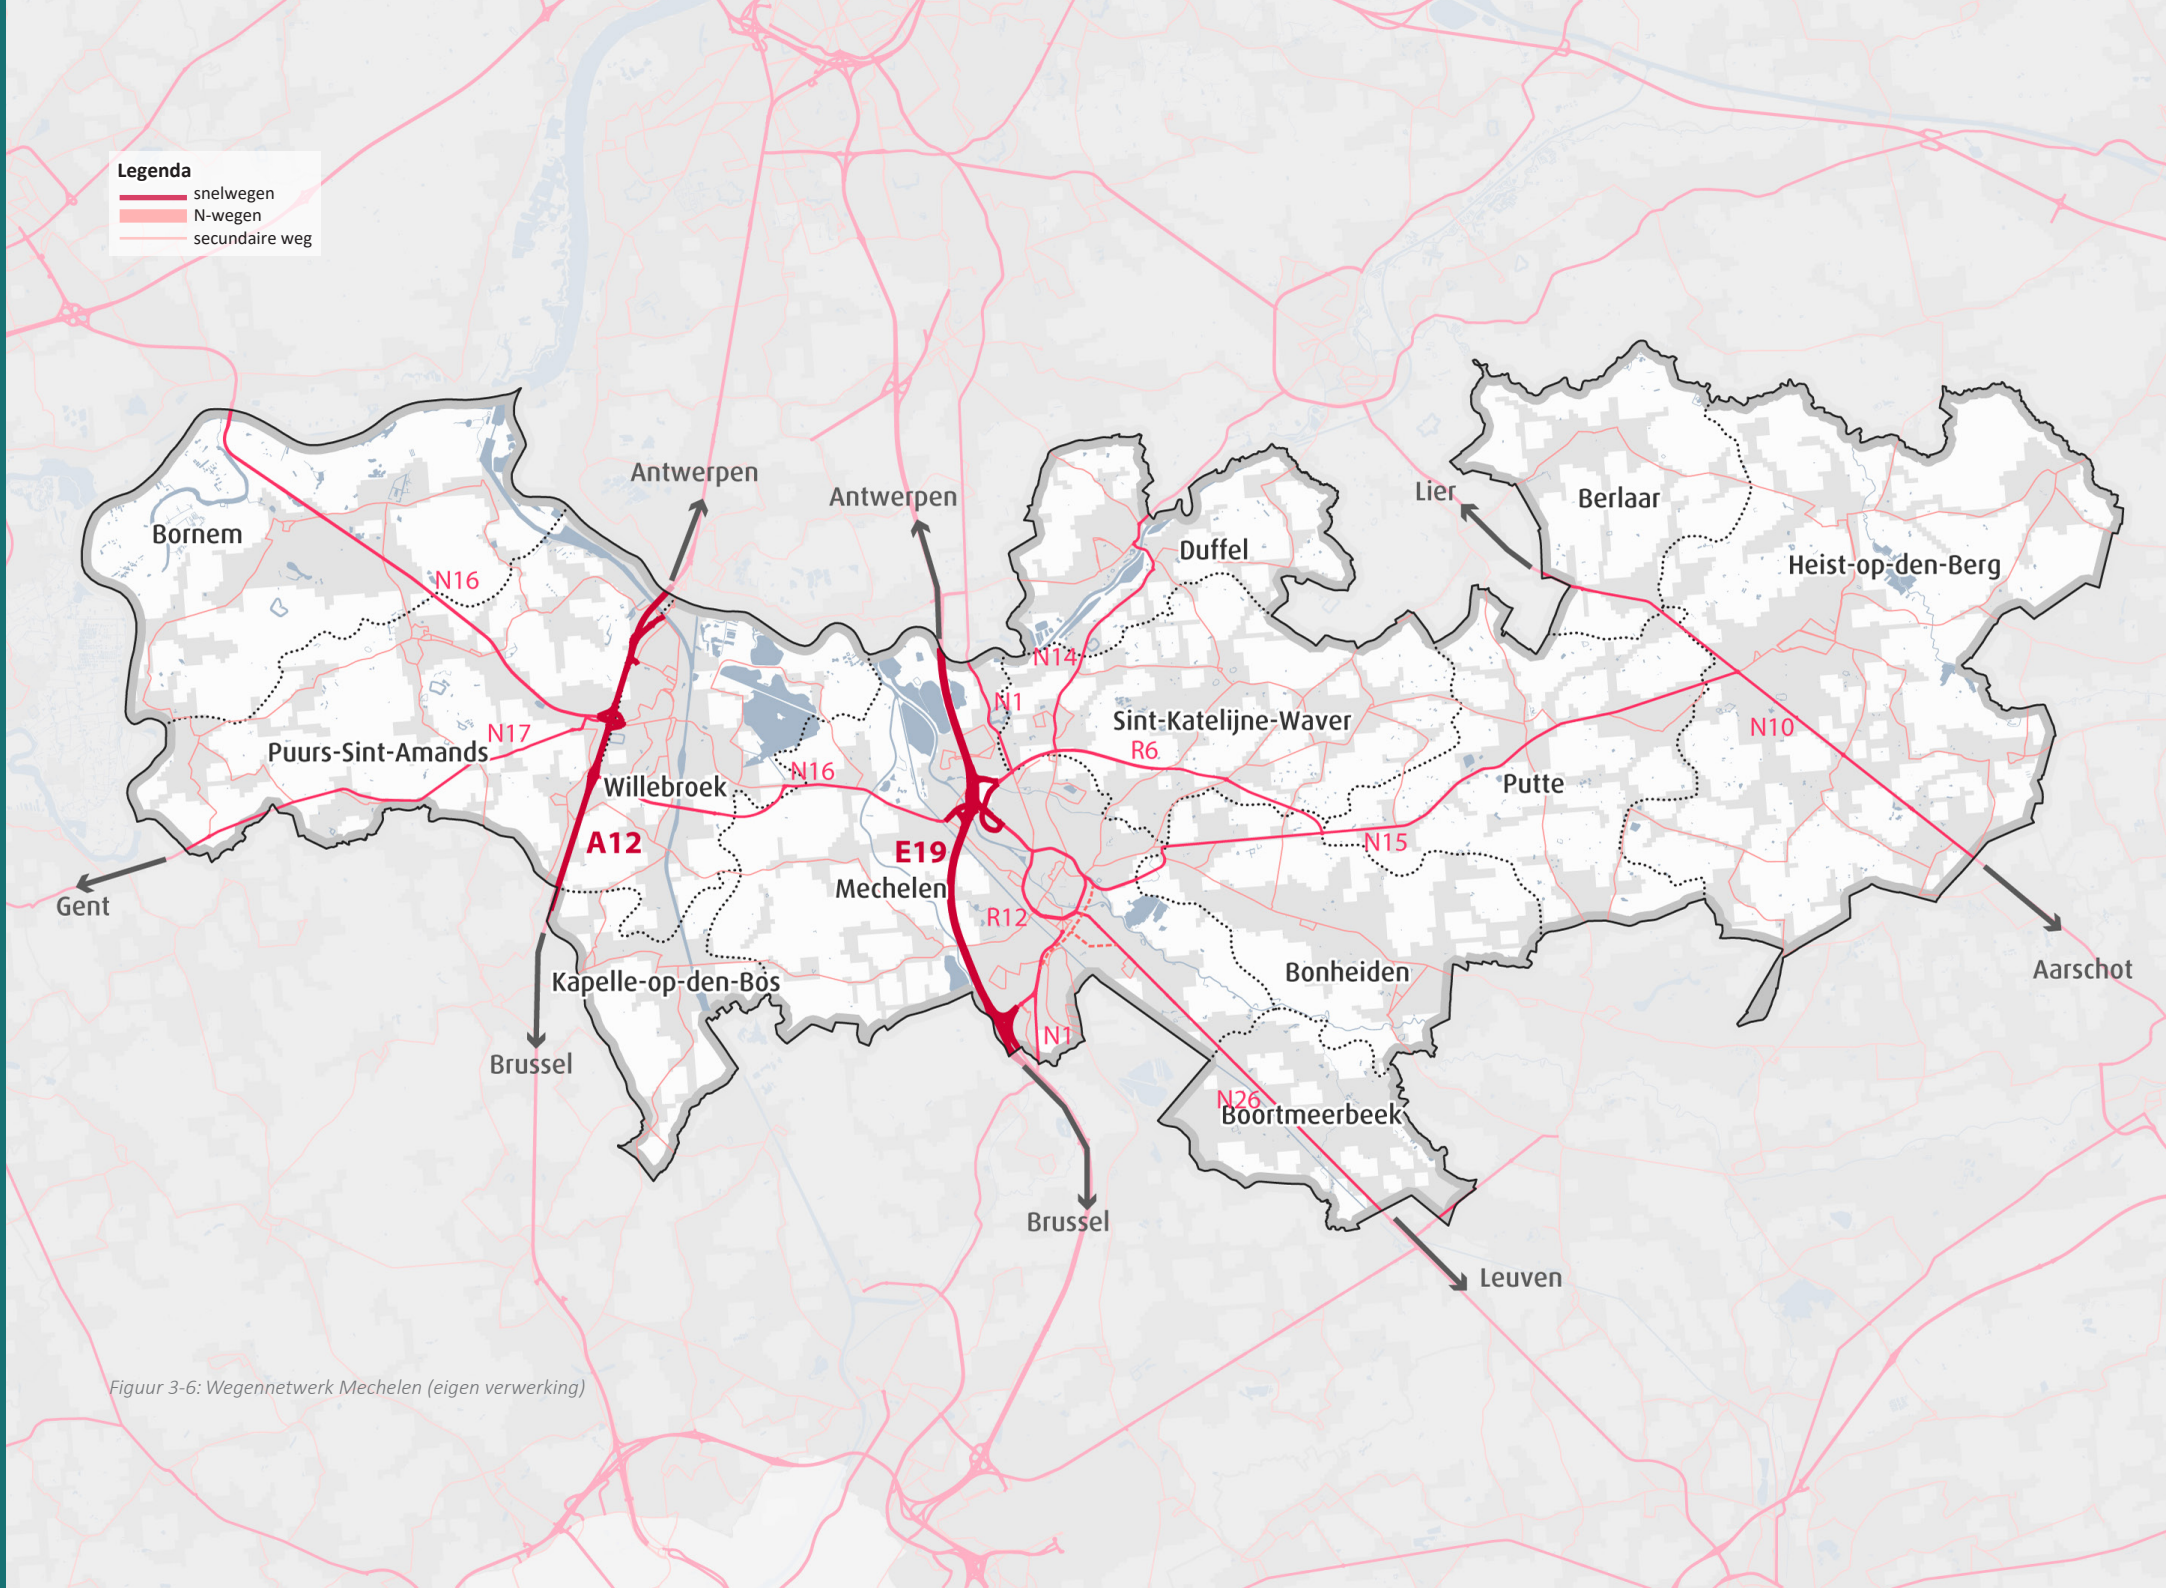 Legenda
snelwegen
N-wegen
secundaire weg
Antwerpen
Antwerpen
Lier
Berlaar
Bornem
Duffel
Heist-op-den-Berg
N16
N14
N1
Sint-Katelijne-Waver
N10
N17
R6
Puurs-Sint-Amands
N16
Willebroek
Putte
A12
E19
N15
Mechelen
Gent
R12
Kapelle-op-den-Bos
Bonheiden
Aarschot
N1
Brussel
N26
Boortmeerbeek
Brussel
Leuven
Figuur 3-6: Wegennetwerk Mechelen (eigen verwerking)